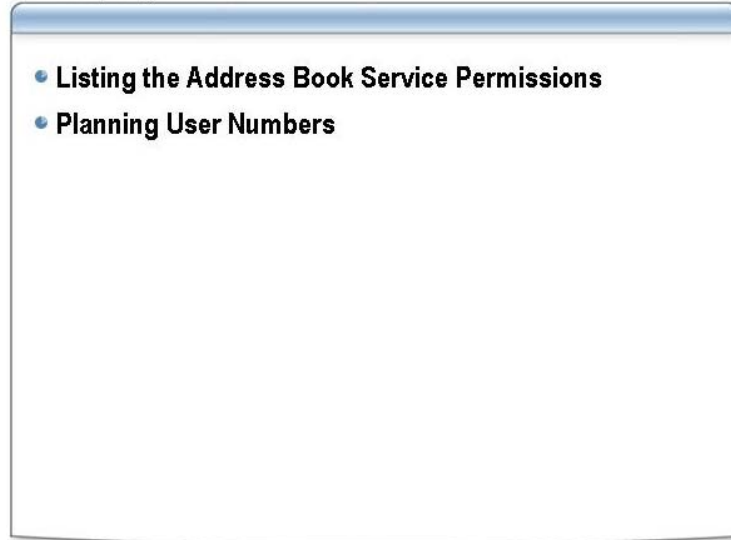 Listing the Address Book Service Permissions
Planning User Numbers